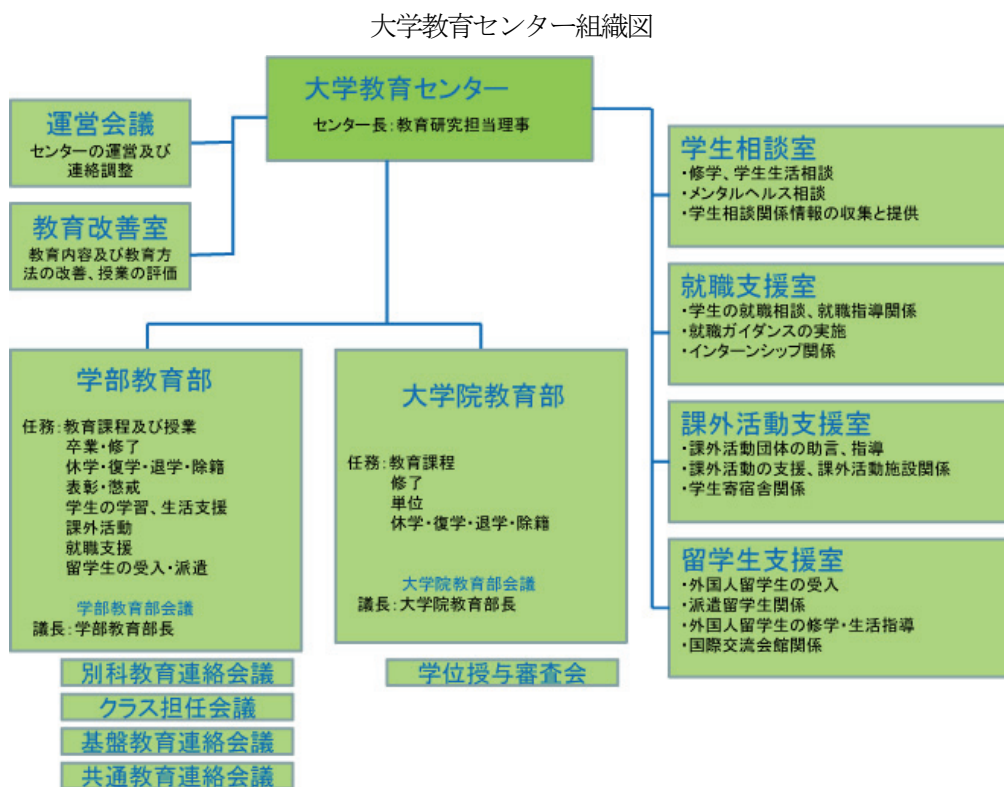 大学教育センター組織図
大学教育センター
センター長：教育研究担当理事
運営会議
センターの運営及び
連絡調整
教育改善室
教育内容及び教育方
法の改善、授業の評価
学部教育部
任務：教育課程及び授業
卒業・修了
休学・復学・退学・除籍
表彰・懲戒
学生の学習、生活支援
課外活動
就職支援
留学生の受入・派遣
学部教育部会議
議長：学部教育部長
別科教育連絡会議
クラス担任会議
基盤教育連絡会議
共通教育連絡会議
大学院教育部
任務：教育課程
修了
単位
休学・復学・退学・除籍
大学院教育部会議
議長：大学院教育部長
学位授与審査会
学生相談室
・修学、学生生活相談
・メンタルヘルス相談
・学生相談関係情報の収集と提供
就職支援室
・学生の就職相談、就職指導関係
・就職ガイダンスの実施
・インターンシップ関係
課外活動支援室
・課外活動団体の助言、指導
・課外活動の支援、課外活動施設関係
・学生寄宿舎関係
留学生支援室
・外国人留学生の受入
・派遣留学生関係
・外国人留学生の修学・生活指導
・国際交流会館関係